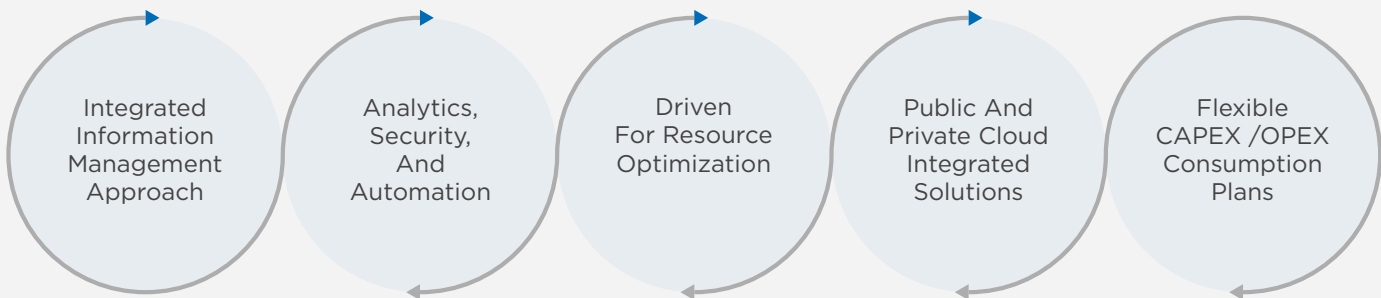 Integrated
Information
Management
Approach
Analytics,
Security,
And
Automation
Driven
For Resource
Optimization
Public And
Private Cloud
Integrated
Solutions
Flexible
CAPEX /OPEX
Consumption
Plans